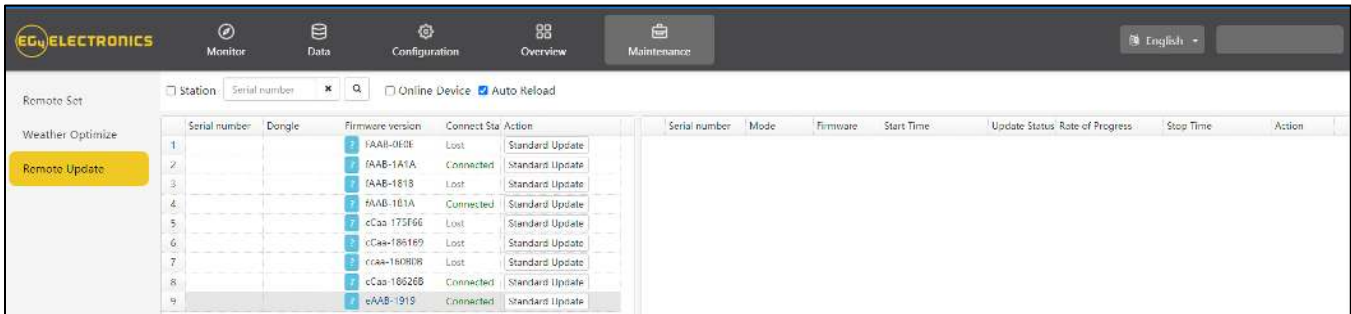 EG4 ELECTRONICS
Monitor Data Configuration Overview Maintenance
English
Remote Set
Weather Optimize
Remote Update
Station Serial number Online Device Auto Reload
Serial number Dongle Firmware version Connect Sta Action
1 ? FAAB-0E0E Lost Standard Update
2 ? fAAB-1A1A Connected Standard Update
3 ? fAAB-1818 Lost Standard Update
4 ? fAAB-181A Connected Standard Update
5 ? cCaa-175F66 Lost Standard Update
6 ? cCaa-186169 Lost Standard Update
7 ? ccaa-160B0B Lost Standard Update
8 ? cCaa-18626B Connected Standard Update
9 ? eAAB-1919 Connected Standard Update
Serial number Mode Firmware Start Time Update Status Rate of Progress Stop Time Action